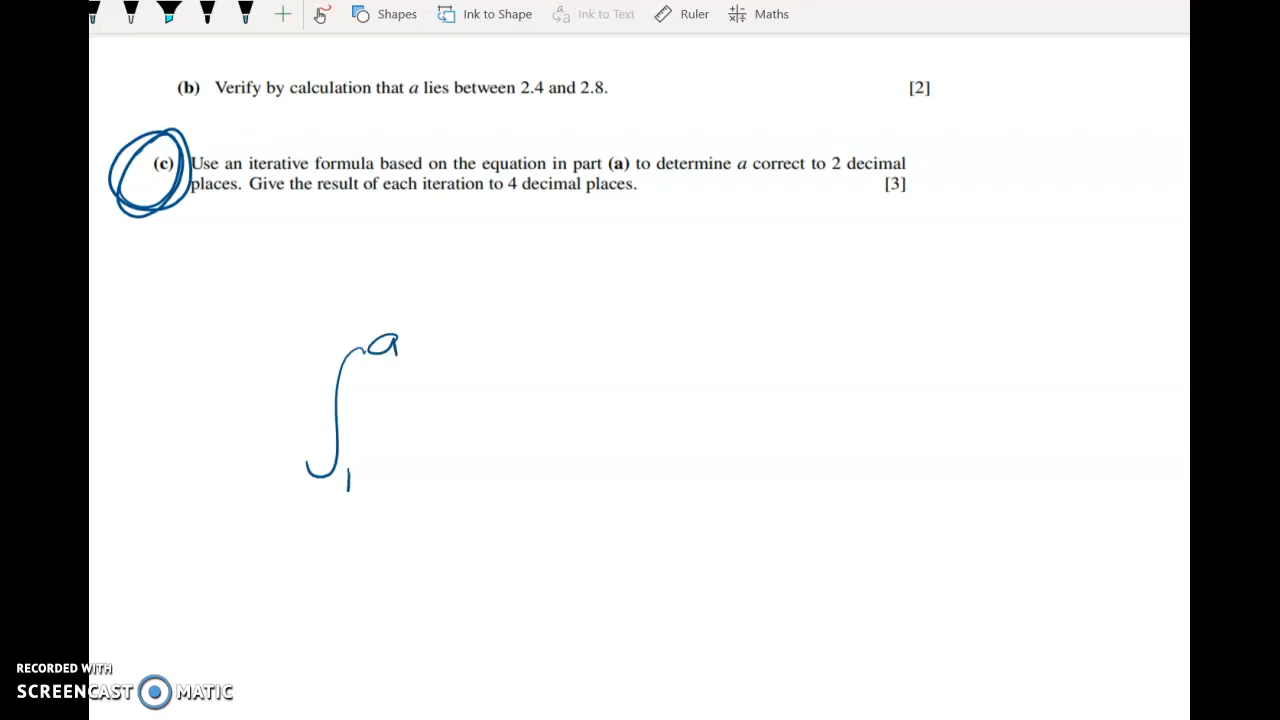 Shapes Ink to Shape Ink to Text Ruler Maths
(b) Verify by calculation that a lies between 2.4 and 2.8. [2]
(c) Use an iterative formula based on the equation in part (a) to determine a correct to 2 decimal
places. Give the result of each iteration to 4 decimal places. [3]
∫ a
1
RECORDED WITH
SCREENCAST MATIC